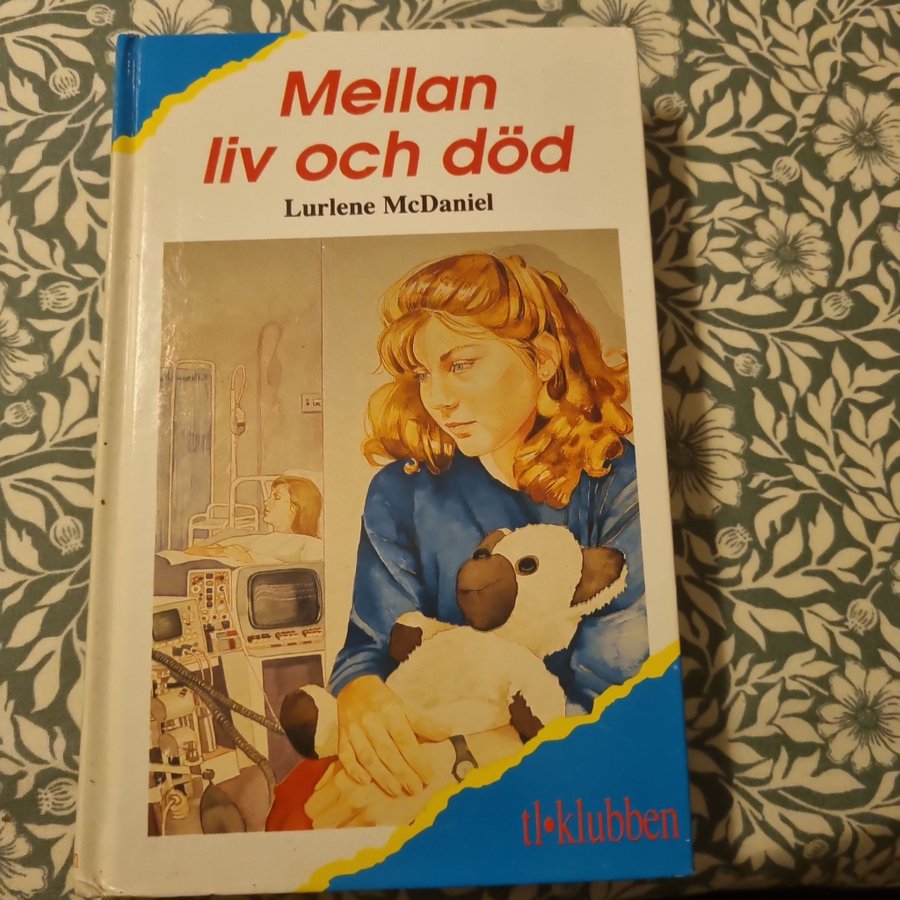 Mellan
liv och död
Lurlene McDaniel
tl•klubben